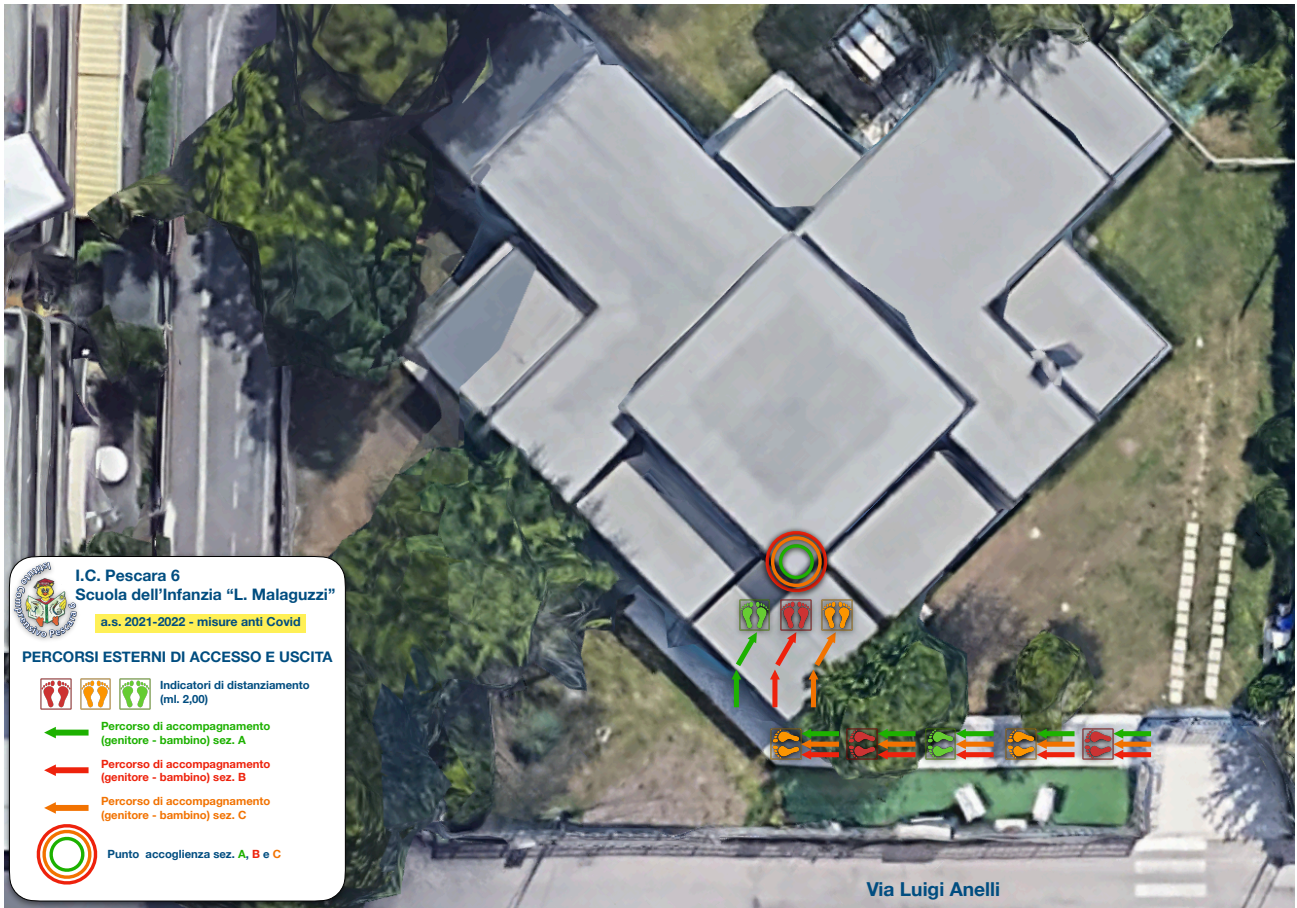 I.C. Pescara 6
Scuola dell'Infanzia “L. Malaguzzi”
a.s. 2021-2022 - misure anti Covid
PERCORSI ESTERNI DI ACCESSO E USCITA
Indicatori di distanziamento
(ml. 2,00)
Percorso di accompagnamento
(genitore - bambino) sez. A
Percorso di accompagnamento
(genitore - bambino) sez. B
Percorso di accompagnamento
(genitore - bambino) sez. C
Punto accoglienza sez. A, B e C
Via Luigi Anelli